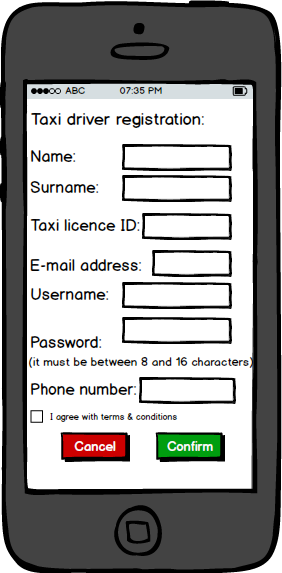 ABC 07:35 PM
Taxi driver registration:
Name:
Surname:
Taxi licence ID:
E-mail address:
Username:
Password:
(it must be between 8 and 16 characters)
Phone number:
I agree with terms & conditions
Cancel Confirm